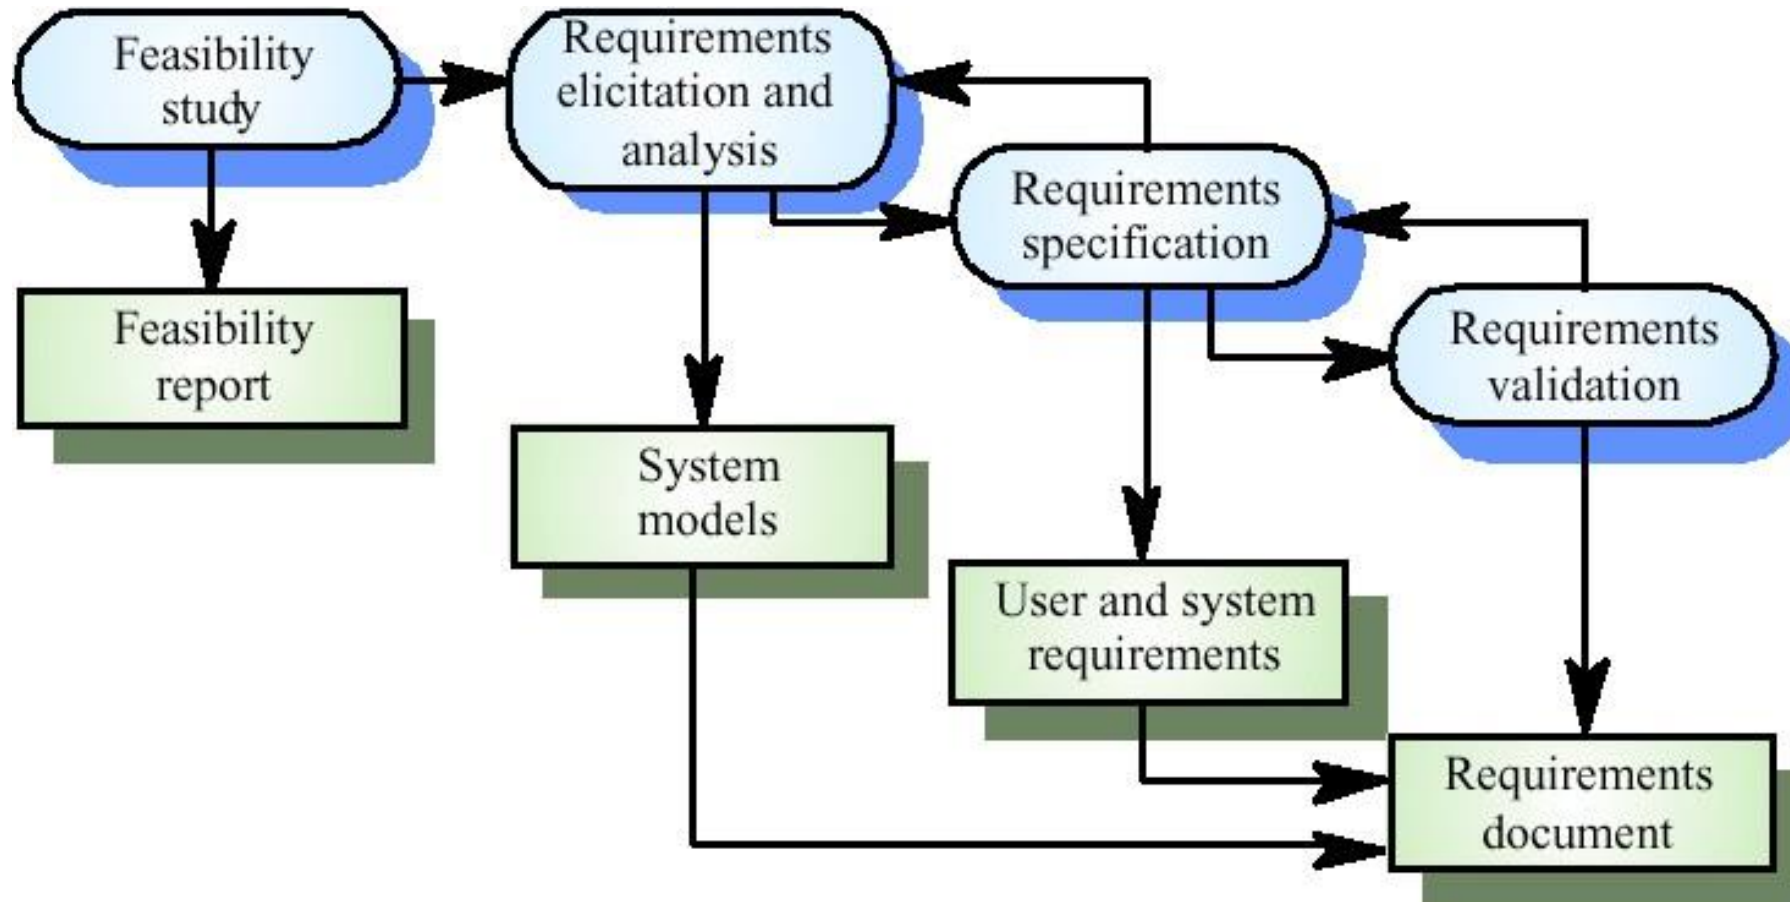 Feasibility
study
Requirements
elicitation and
analysis
Requirements
specification
Requirements
validation
Feasibility
report
System
models
User and system
requirements
Requirements
document